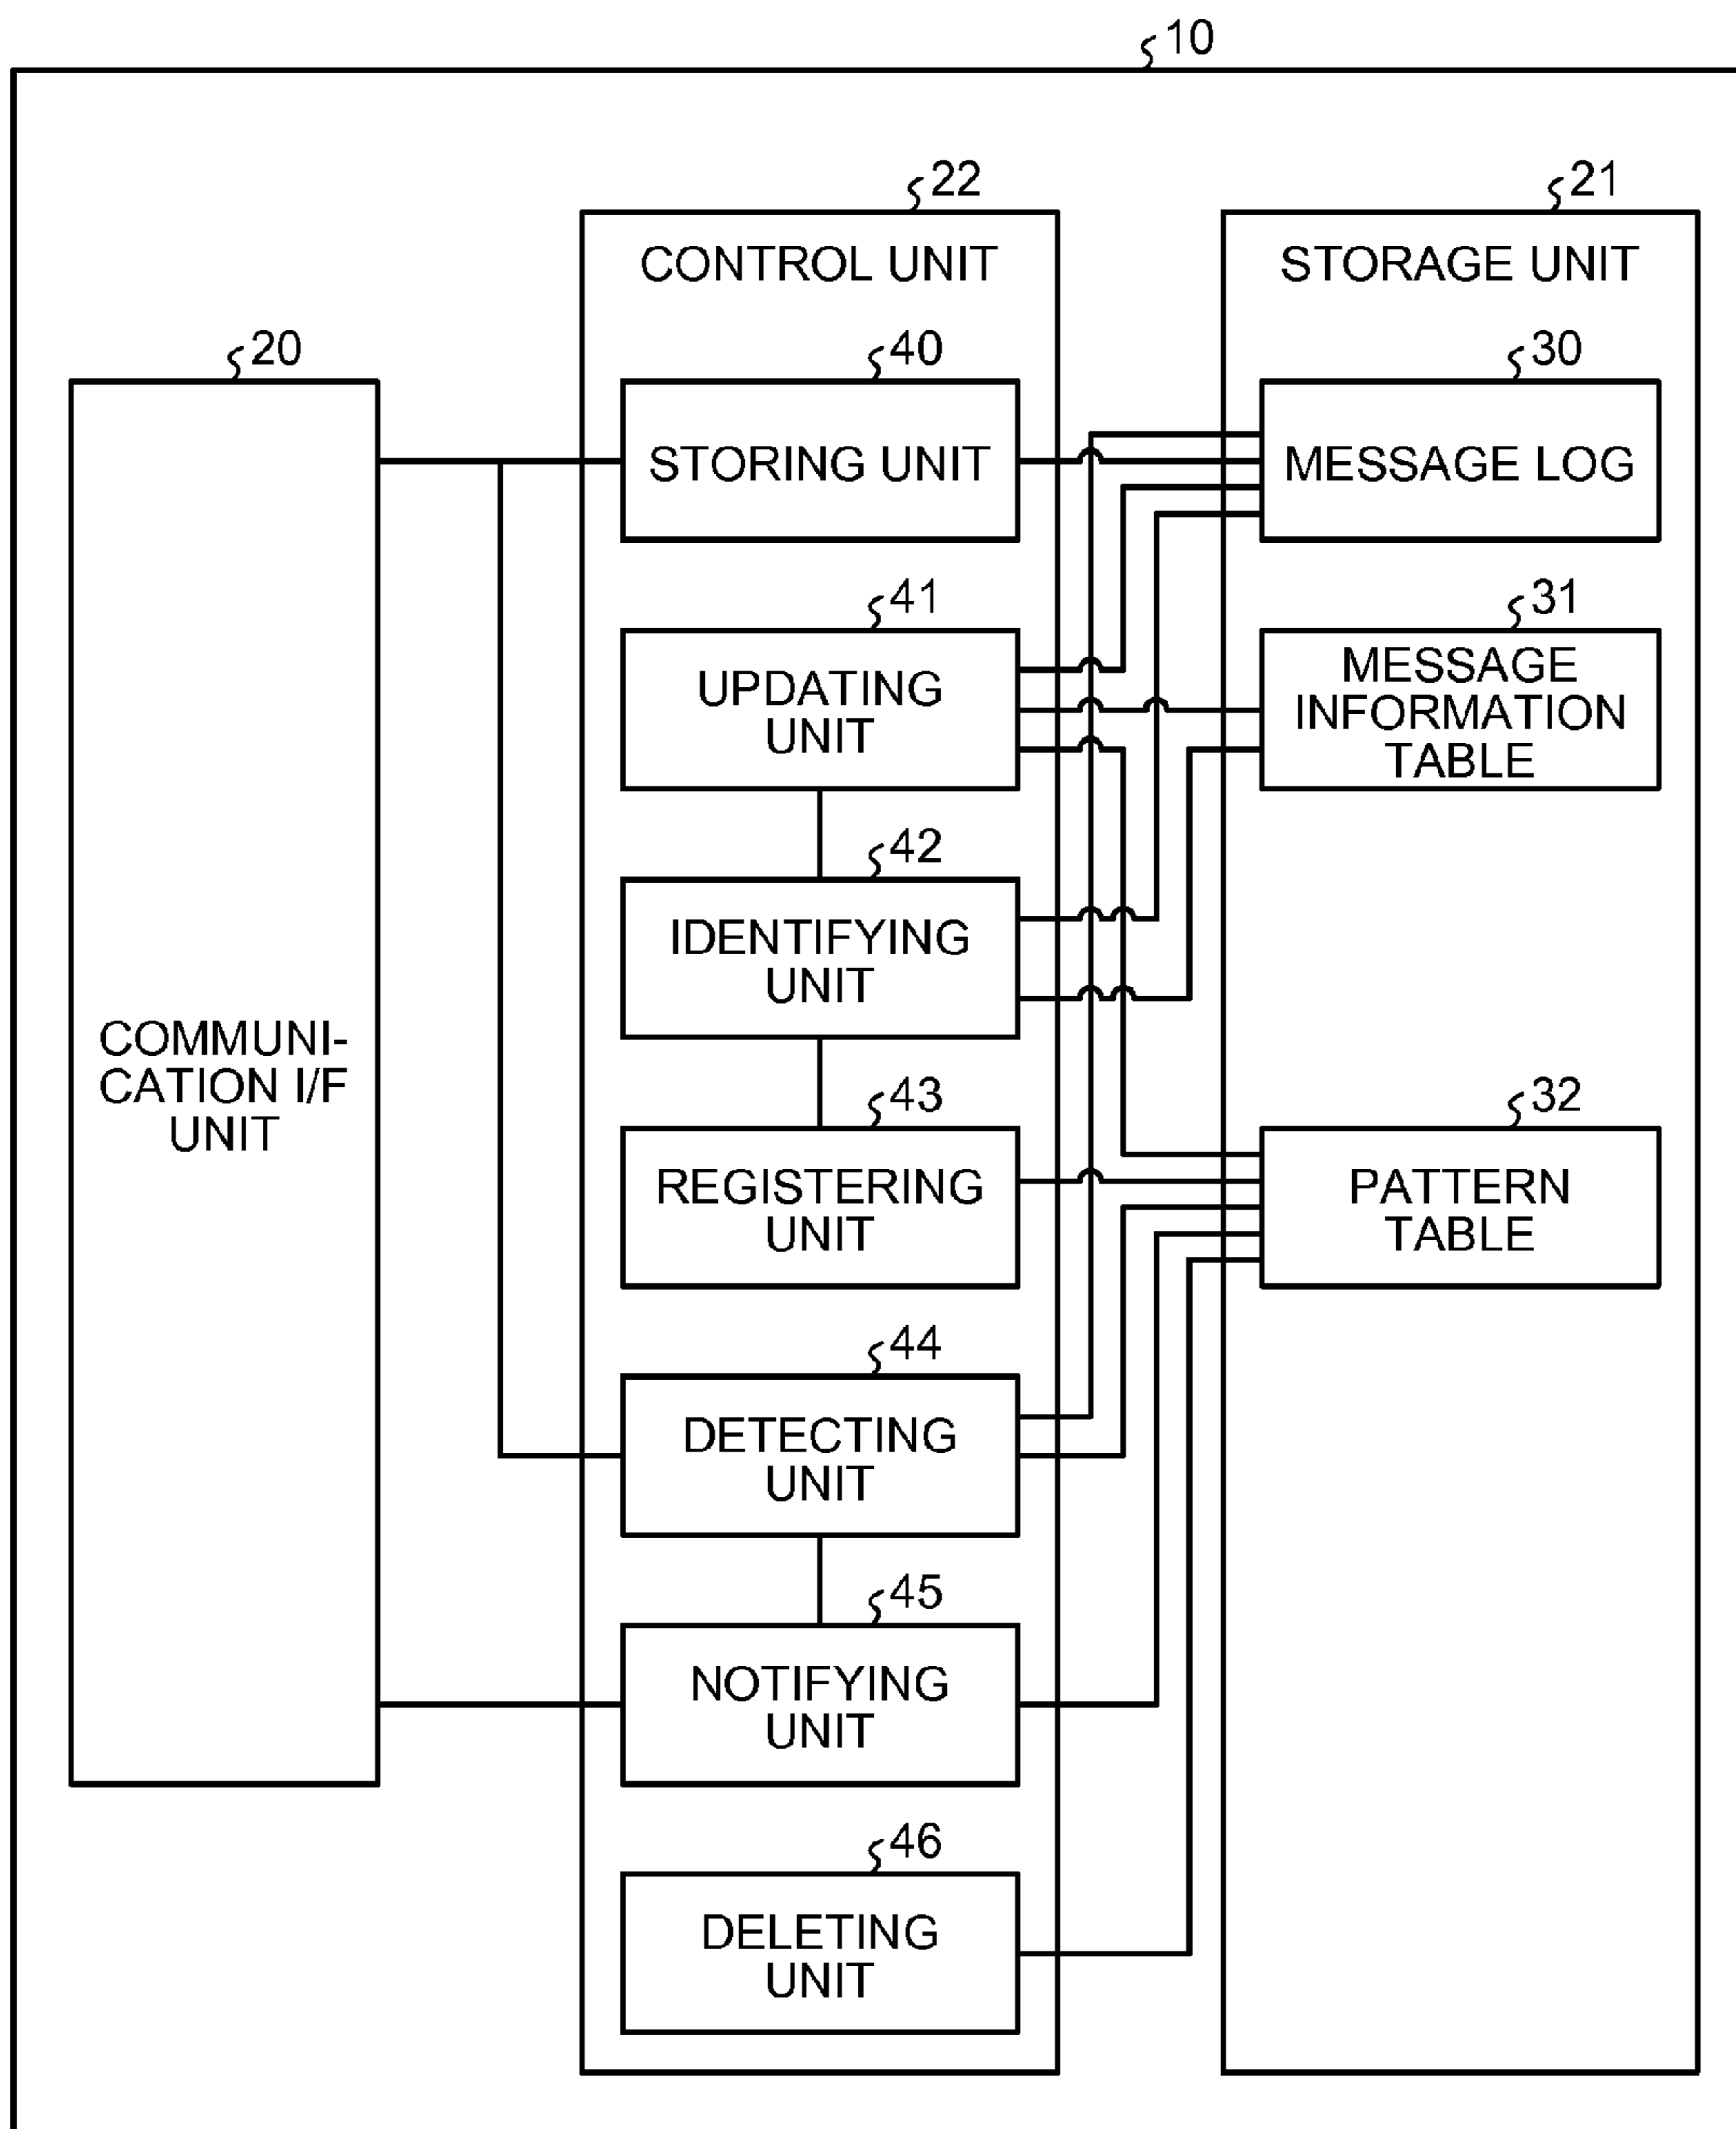 10
22
CONTROL UNIT
21
STORAGE UNIT
20
COMMUNI-
CATION I/F
UNIT
40
STORING UNIT
30
MESSAGE LOG
41
UPDATING
UNIT
31
MESSAGE
INFORMATION
TABLE
42
IDENTIFYING
UNIT
43
REGISTERING
UNIT
32
PATTERN
TABLE
44
DETECTING
UNIT
45
NOTIFYING
UNIT
46
DELETING
UNIT